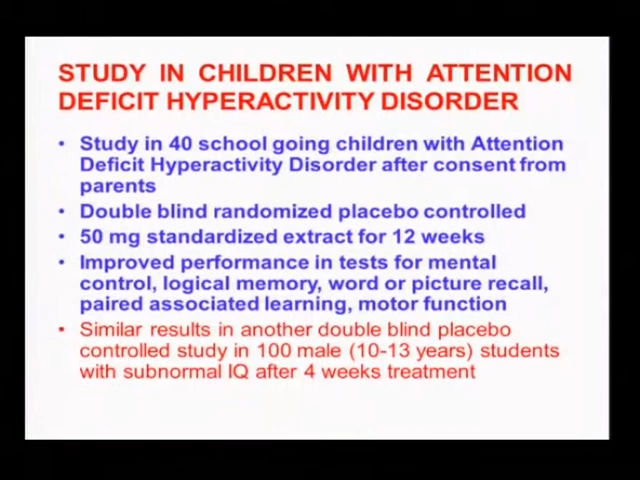 STUDY IN CHILDREN WITH ATTENTION
DEFICIT HYPERACTIVITY DISORDER
• Study in 40 school going children with Attention
Deficit Hyperactivity Disorder after consent from
parents
• Double blind randomized placebo controlled
• 50 mg standardized extract for 12 weeks
• Improved performance in tests for mental
control, logical memory, word or picture recall,
paired associated learning, motor function
• Similar results in another double blind placebo
controlled study in 100 male (10-13 years) students
with subnormal IQ after 4 weeks treatment